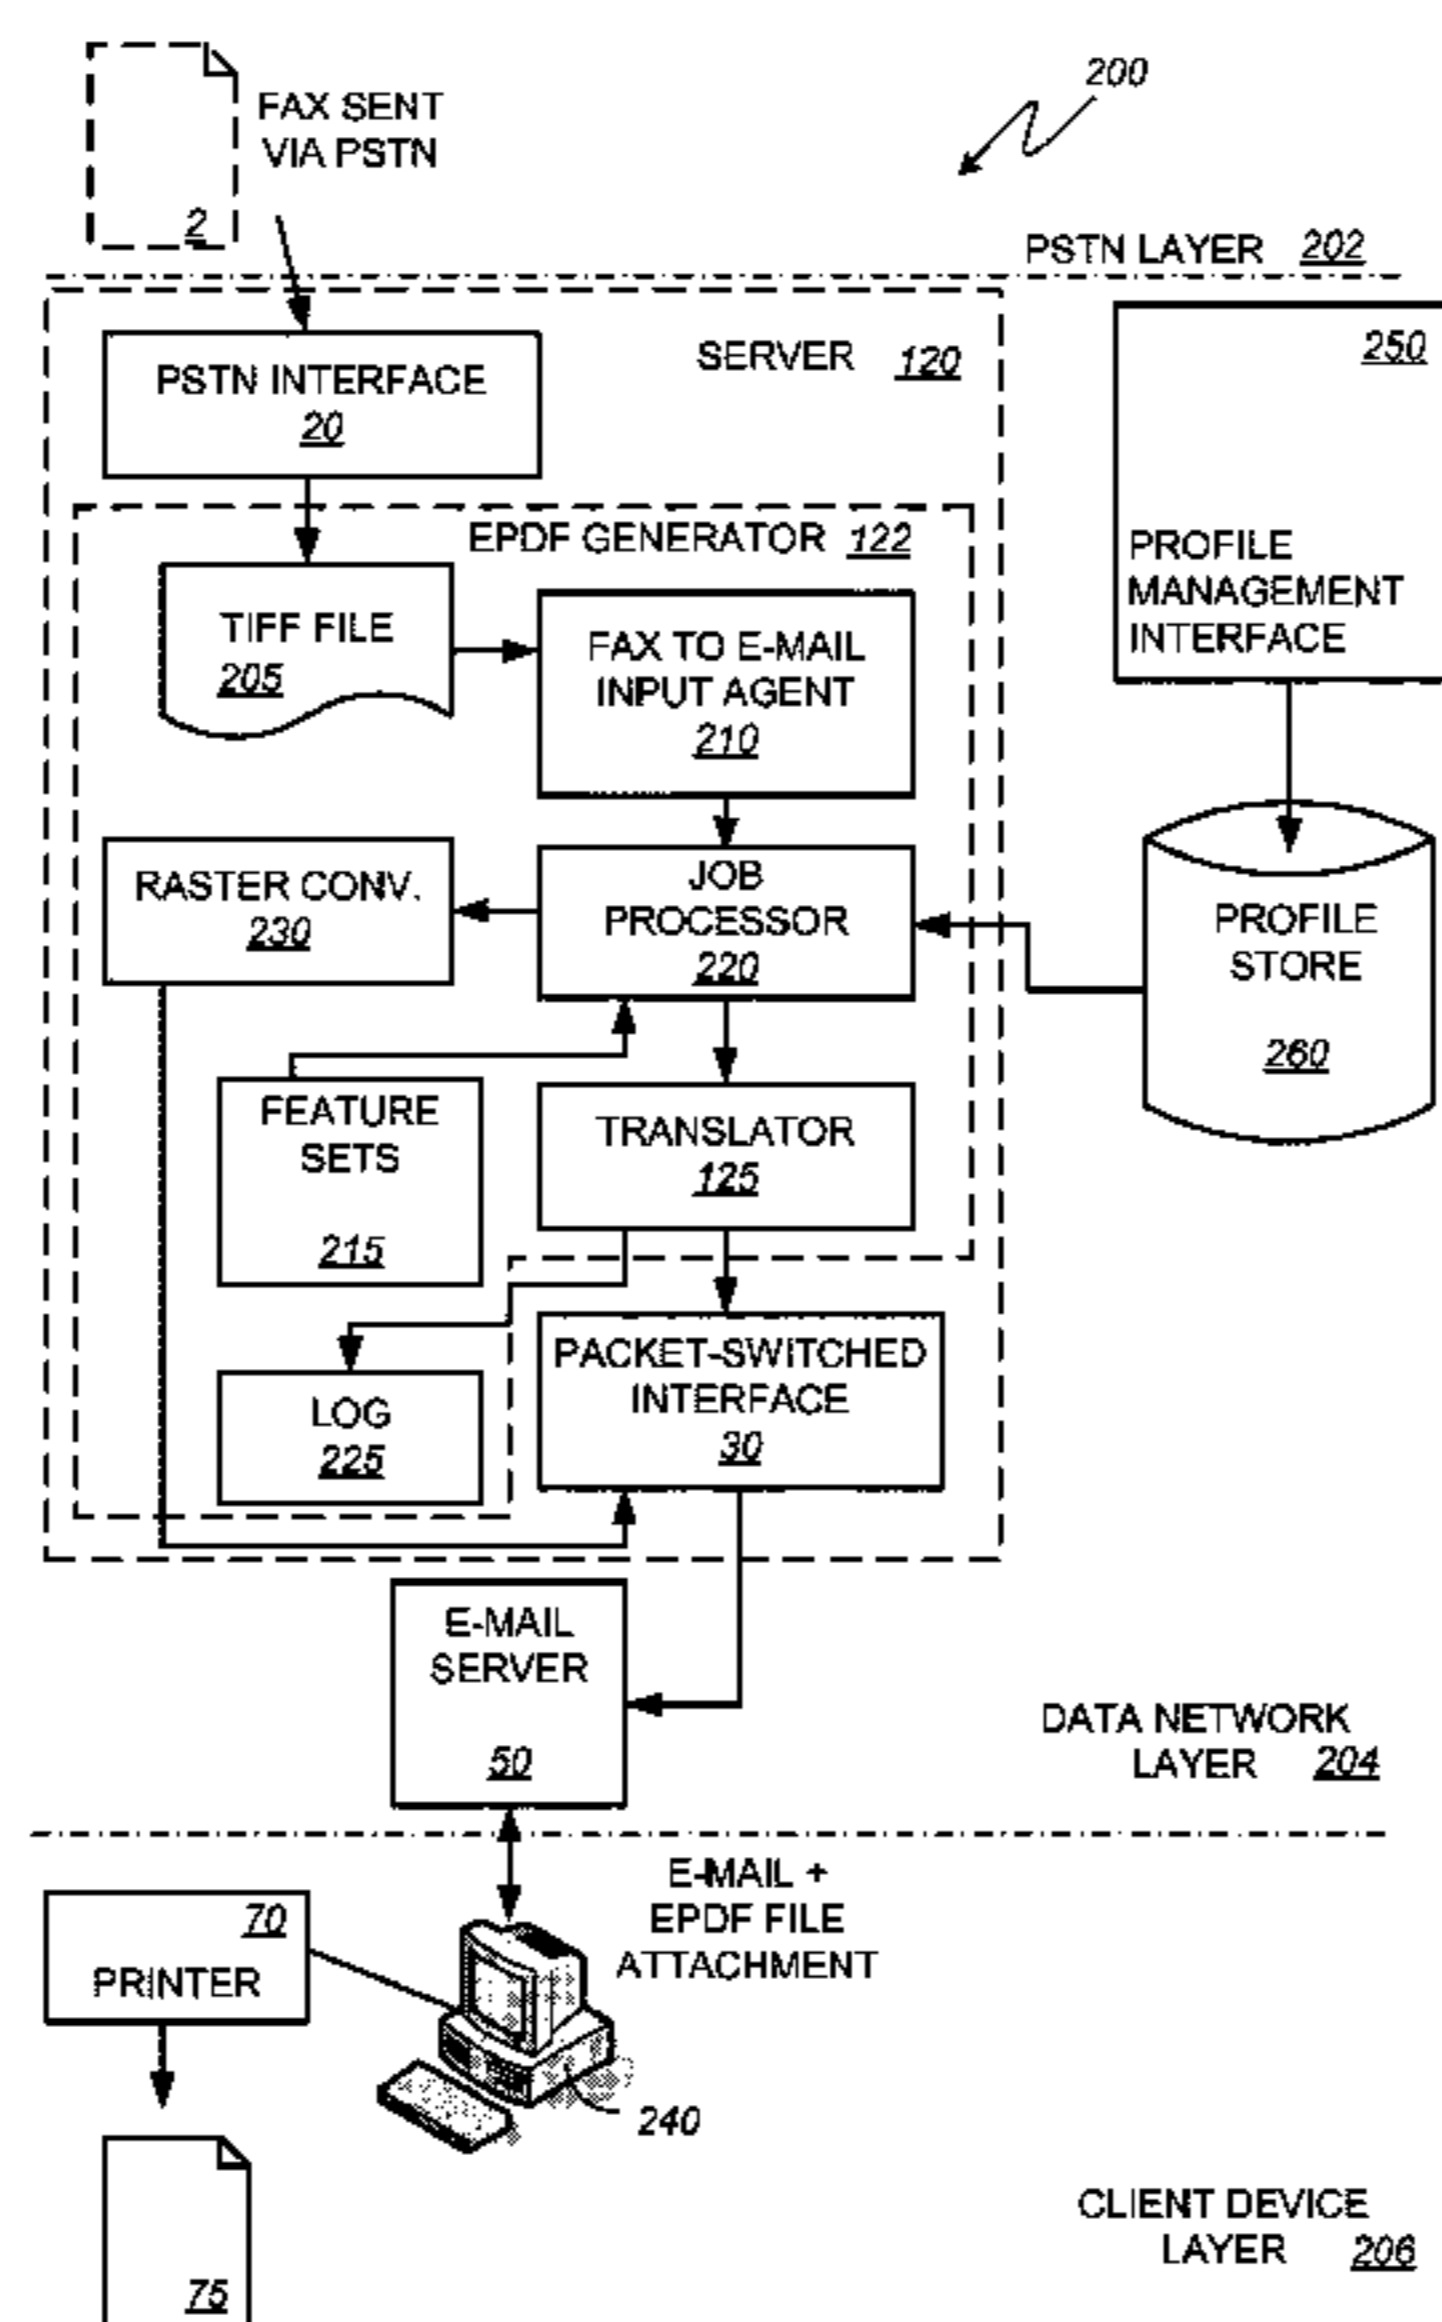 200
FAX SENT
VIA PSTN
2
PSTN LAYER 202
SERVER 120
PSTN INTERFACE
20
250
PROFILE
MANAGEMENT
INTERFACE
EPDF GENERATOR 122
TIFF FILE
205
FAX TO E-MAIL
INPUT AGENT
210
RASTER CONV.
230
JOB
PROCESSOR
220
PROFILE
STORE
260
FEATURE
SETS
215
TRANSLATOR
125
PACKET-SWITCHED
INTERFACE
30
LOG
225
E-MAIL
SERVER
50
DATA NETWORK
LAYER 204
E-MAIL +
EPDF FILE
ATTACHMENT
70
PRINTER
240
75
CLIENT DEVICE
LAYER 206